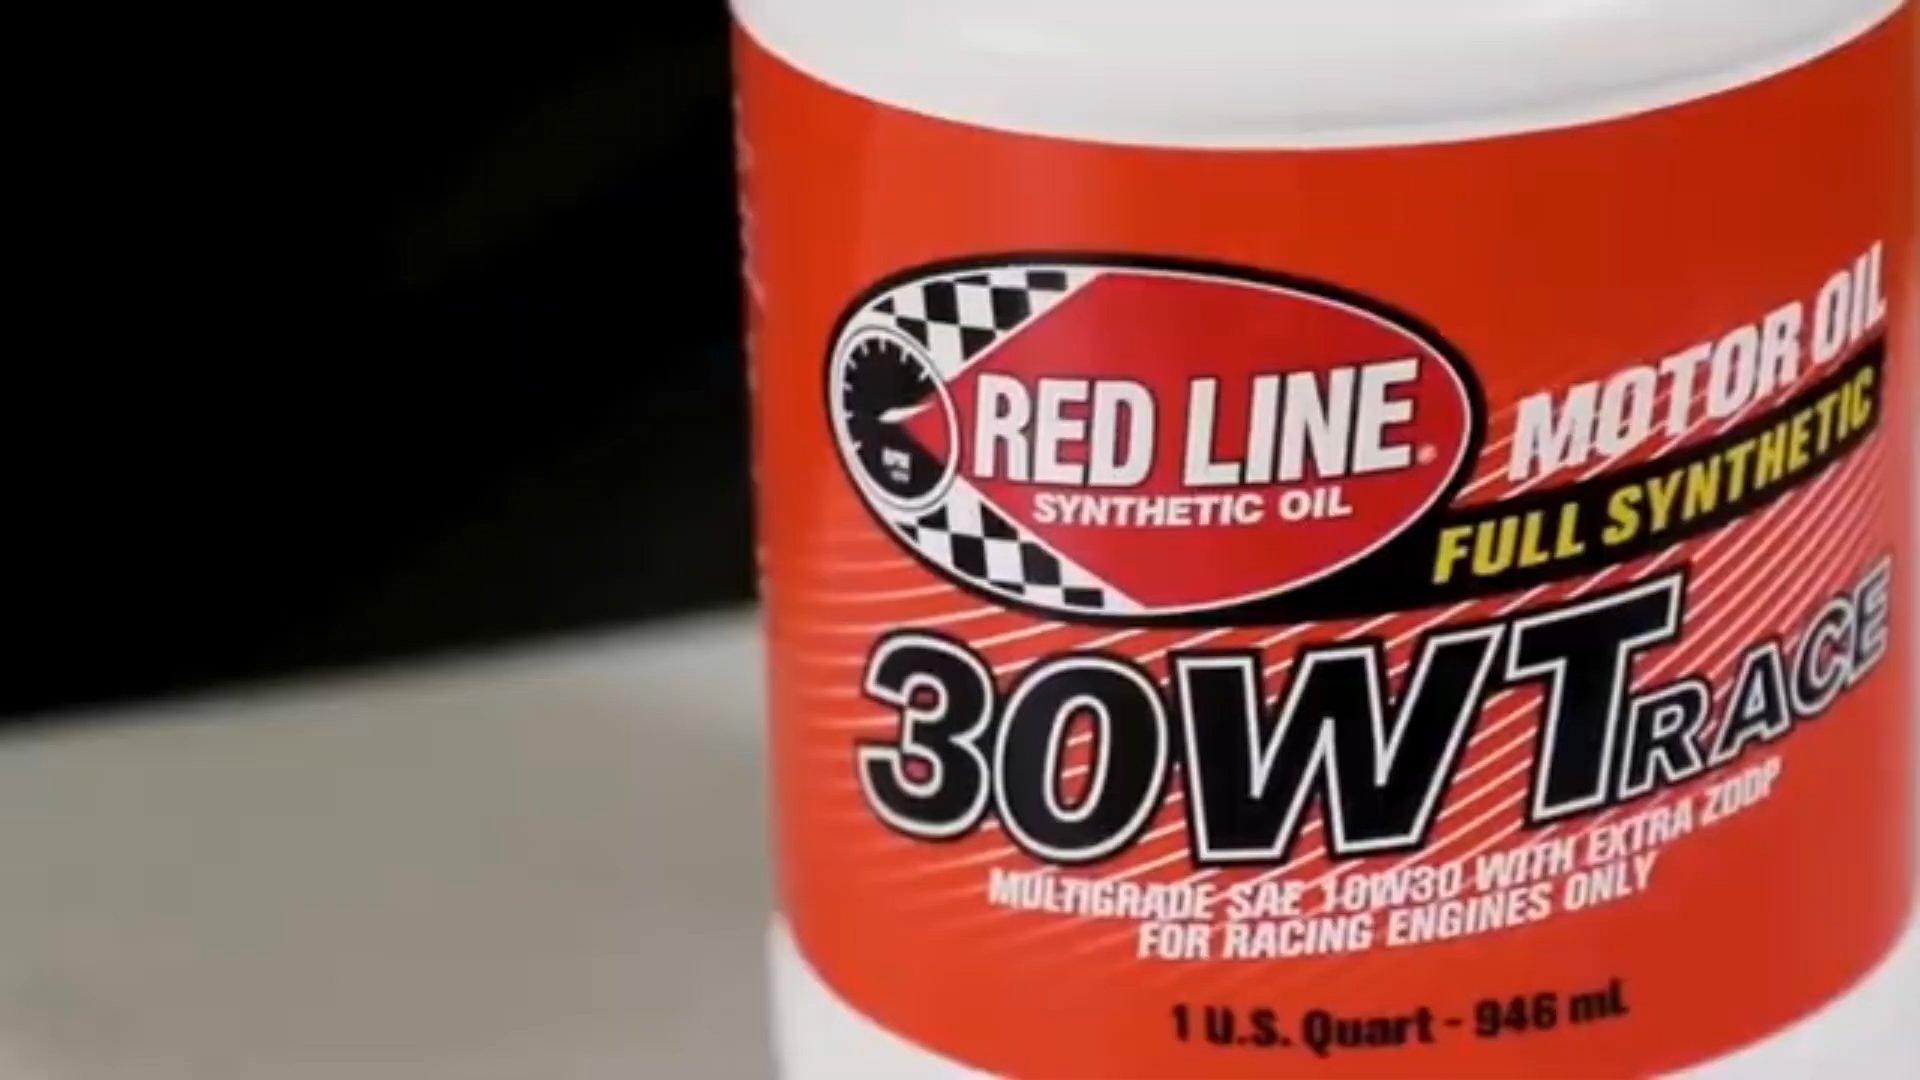 RED LINE®
SYNTHETIC OIL
MOTOR OIL
FULL SYNTHETIC
30WT RACE
MULTIGRADE SAE 10W30 WITH EXTRA ZDDP
FOR RACING ENGINES ONLY
1 U.S. Quart - 946 mL